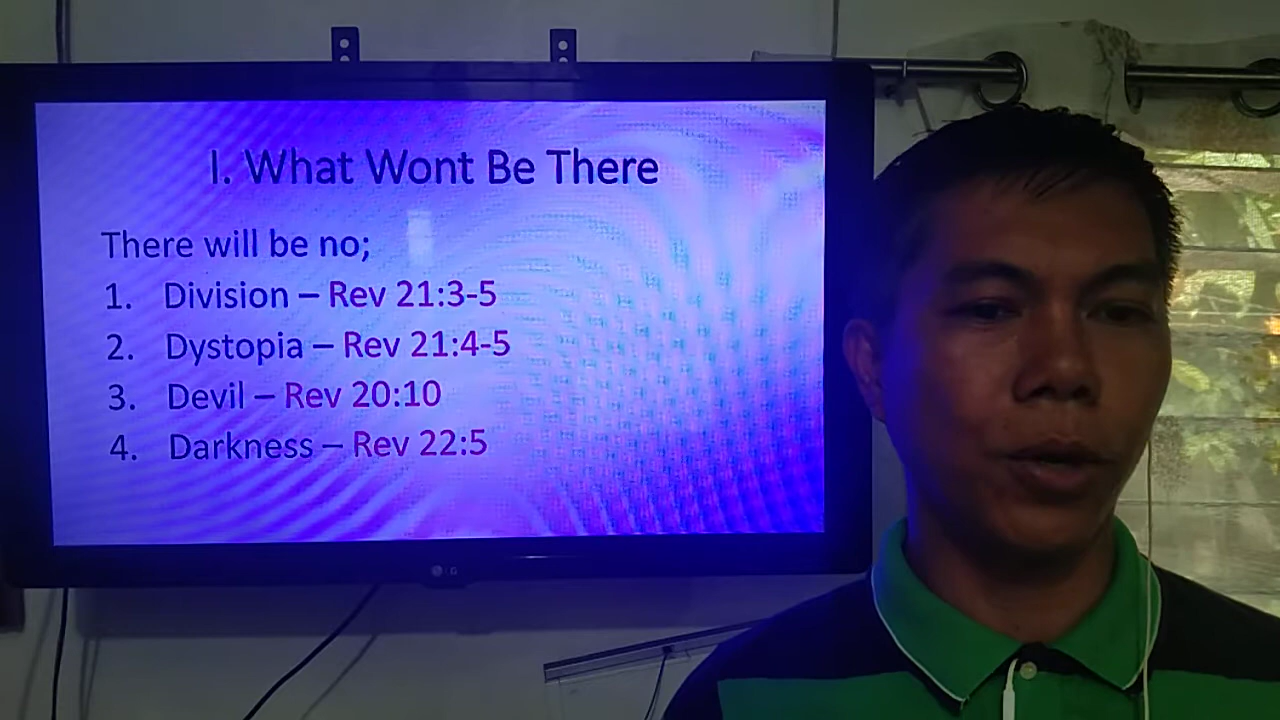 I. What Wont Be There
There will be no;
1. Division – Rev 21:3-5
2. Dystopia – Rev 21:4-5
3. Devil – Rev 20:10
4. Darkness – Rev 22:5
LG